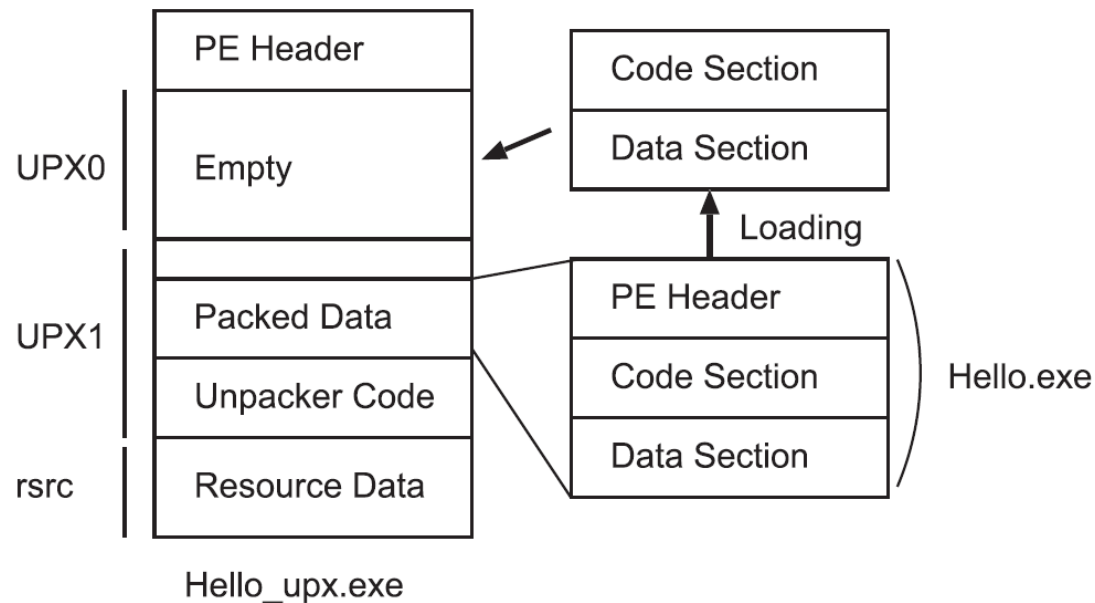 PE Header
UPX0
Empty
UPX1
Packed Data
Unpacker Code
rsrc
Resource Data
Hello_upx.exe
Code Section
Data Section
Loading
PE Header
Code Section
Data Section
Hello.exe